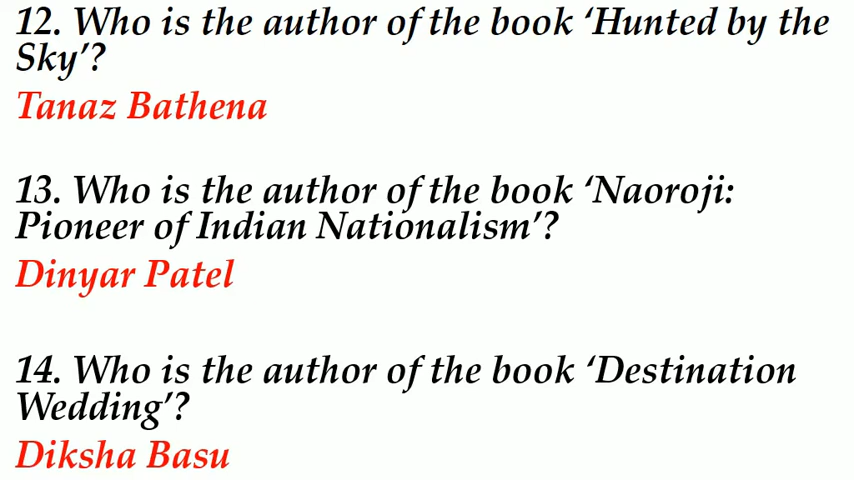 12. Who is the author of the book ‘Hunted by the
Sky’?
Tanaz Bathena
13. Who is the author of the book ‘Naoroji:
Pioneer of Indian Nationalism’?
Dinyar Patel
14. Who is the author of the book ‘Destination
Wedding’?
Diksha Basu